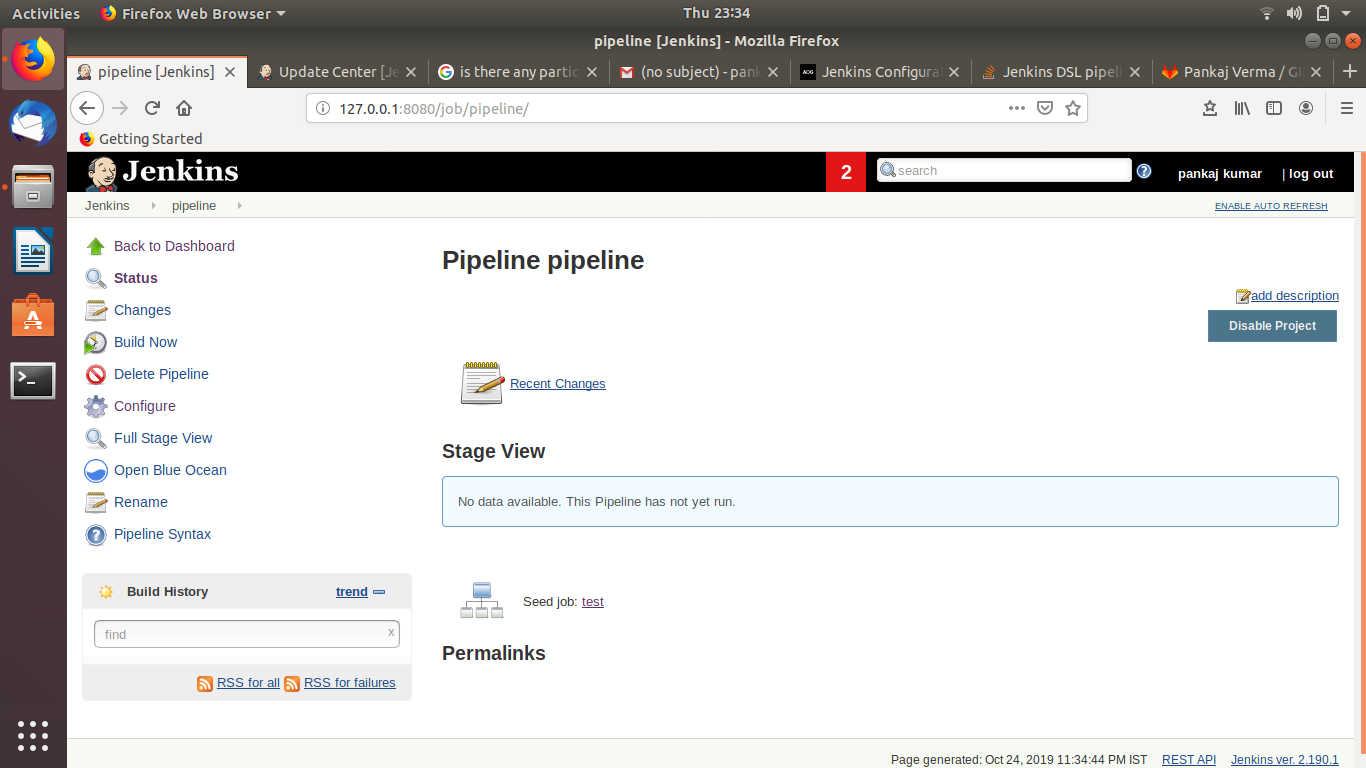 Activities Firefox Web Browser Thu 23:34
pipeline [Jenkins] - Mozilla Firefox
pipeline [Jenkins] Update Center [Je is there any partic (no subject) - pank Jenkins Configura Jenkins DSL pipeli Pankaj Verma / GI
127.0.0.1:8080/job/pipeline/
Getting Started
Jenkins 2 search pankaj kumar | log out
Jenkins pipeline ENABLE AUTO REFRESH
Back to Dashboard
Status
Changes
Build Now
Delete Pipeline
Configure
Full Stage View
Open Blue Ocean
Rename
Pipeline Syntax
Build History trend
find x
RSS for all RSS for failures
Pipeline pipeline
add description
Disable Project
Recent Changes
Stage View
No data available. This Pipeline has not yet run.
Seed job: test
Permalinks
Page generated: Oct 24, 2019 11:34:44 PM IST REST API Jenkins ver. 2.190.1